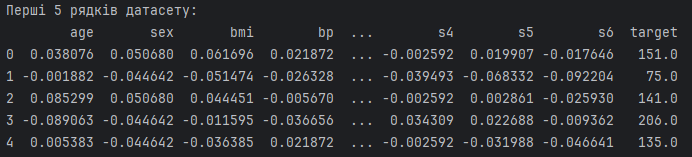 Перші 5 рядків датасету:
age sex bmi bp ... s4 s5 s6 target
0 0.038076 0.050680 0.061696 0.021872 ... -0.002592 0.019907 -0.017646 151.0
1 -0.001882 -0.044642 -0.051474 -0.026328 ... -0.039493 -0.068332 -0.092204 75.0
2 0.085299 0.050680 0.044451 -0.005670 ... -0.002592 0.002861 -0.025930 141.0
3 -0.089063 -0.044642 -0.011595 -0.036656 ... 0.034309 0.022688 -0.009362 206.0
4 0.005383 -0.044642 -0.036385 0.021872 ... -0.002592 -0.031988 -0.046641 135.0